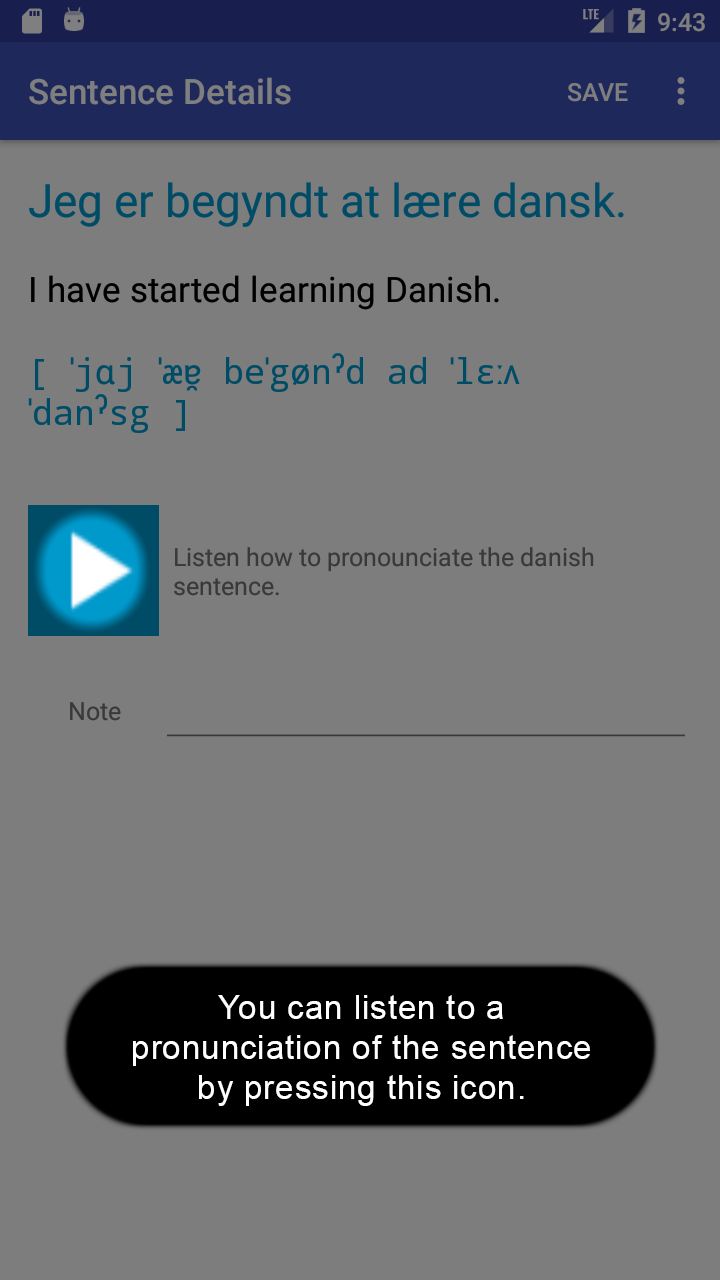 LTE 9:43
Sentence Details SAVE
Jeg er begyndt at lære dansk.
I have started learning Danish.
[ ˈjɑj ˈæɐ̯ beˈgønˀd ad ˈlɛːʌ
ˈdanˀsg ]
Listen how to pronounciate the danish
sentence.
Note
You can listen to a
pronunciation of the sentence
by pressing this icon.